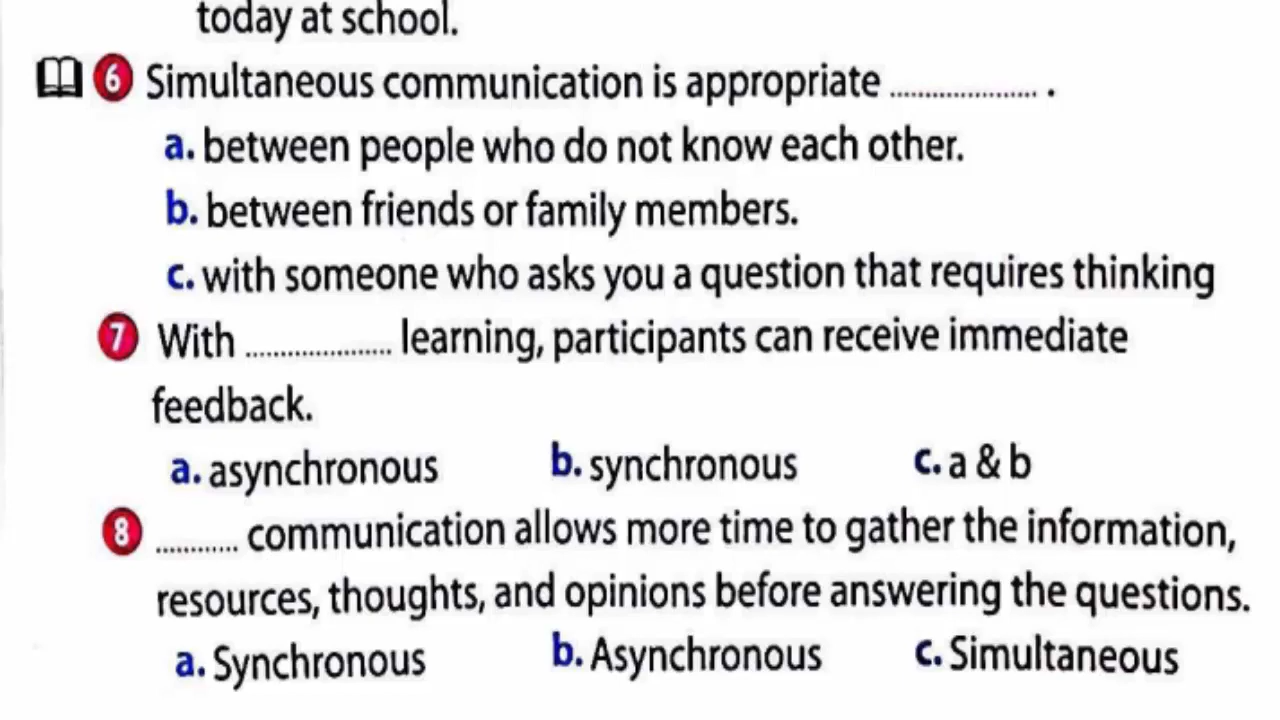 today at school.
6 Simultaneous communication is appropriate .................... .
a. between people who do not know each other.
b. between friends or family members.
c. with someone who asks you a question that requires thinking
7 With .................... learning, participants can receive immediate
feedback.
a. asynchronous b. synchronous c. a & b
8 ............ communication allows more time to gather the information,
resources, thoughts, and opinions before answering the questions.
a. Synchronous b. Asynchronous c. Simultaneous